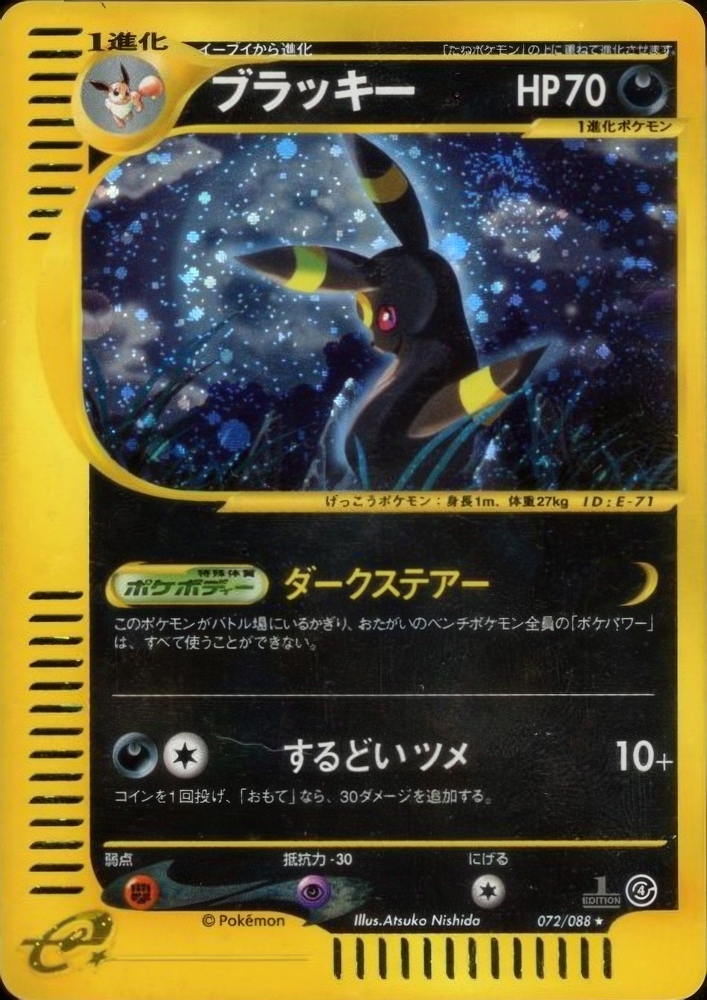 1進化
イーブイから進化
「たねポケモン」の上に重ねて進化させます。
ブラッキー
HP70
1進化ポケモン
げっこうポケモン：身長1m、体重27kg ID:E-71
特殊体質
ポケボディー
ダークステアー
このポケモンがバトル場にいるかぎり、おたがいのベンチポケモン全員の「ポケパワー」
は、すべて使うことができない。
するどいツメ
10+
コインを1回投げ、「おもて」なら、30ダメージを追加する。
弱点
抵抗力 -30
にげる
1
EDITION
4
© Pokémon
Illus.Atsuko Nishida
072/088 ★
e